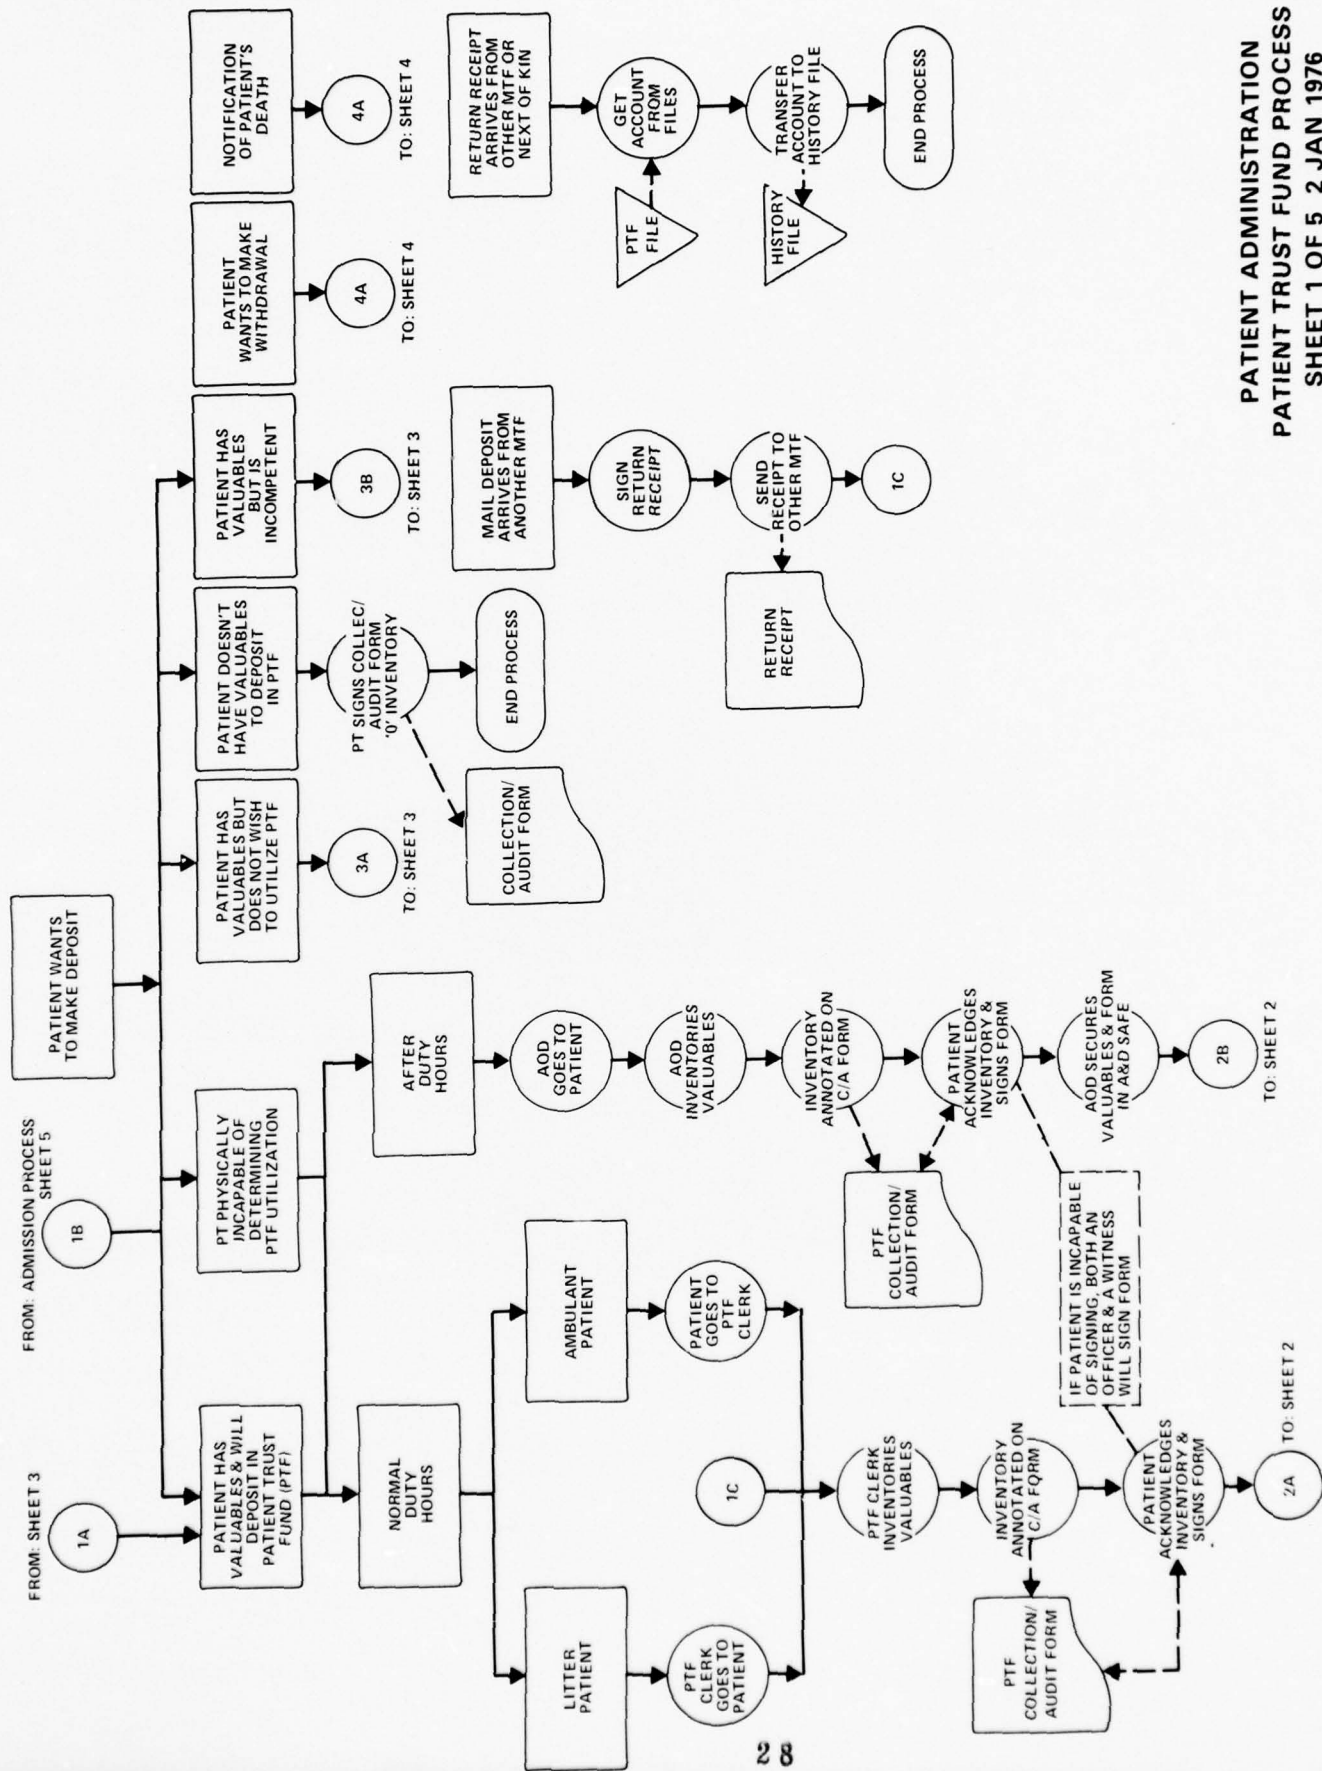 FROM: SHEET 3
1A
FROM: ADMISSION PROCESS
SHEET 5
1B
PATIENT WANTS
TO MAKE DEPOSIT
PATIENT HAS
VALUABLES & WILL
DEPOSIT IN
PATIENT TRUST
FUND (PTF)
PT PHYSICALLY
INCAPABLE OF
DETERMINING
PTF UTILIZATION
PATIENT HAS
VALUABLES BUT
DOES NOT WISH
TO UTILIZE PTF
PATIENT DOESN'T
HAVE VALUABLES
TO DEPOSIT
IN PTF
PATIENT HAS
VALUABLES
BUT IS
INCOMPETENT
PATIENT
WANTS TO MAKE
WITHDRAWAL
NOTIFICATION
OF PATIENT'S
DEATH
3A
TO: SHEET 3
PT SIGNS COLLEC/
AUDIT FORM
'0' INVENTORY
3B
TO: SHEET 3
4A
TO: SHEET 4
4A
TO: SHEET 4
NORMAL
DUTY
HOURS
AFTER
DUTY
HOURS
COLLECTION/
AUDIT FORM
END PROCESS
MAIL DEPOSIT
ARRIVES FROM
ANOTHER MTF
RETURN RECEIPT
ARRIVES FROM
OTHER MTF OR
NEXT OF KIN
LITTER
PATIENT
AMBULANT
PATIENT
AOD
GOES TO
PATIENT
SIGN
RETURN
RECEIPT
PTF
FILE
GET
ACCOUNT
FROM
FILES
PTF
CLERK
GOES TO
PATIENT
PATIENT
GOES TO
PTF
CLERK
AOD
INVENTORIES
VALUABLES
RETURN
RECEIPT
SEND
RECEIPT TO
OTHER MTF
HISTORY
FILE
TRANSFER
ACCOUNT TO
HISTORY FILE
1C
INVENTORY
ANNOTATED ON
C/A FORM
1C
END PROCESS
PTF CLERK
INVENTORIES
VALUABLES
PTF
COLLECTION/
AUDIT FORM
PATIENT
ACKNOWLEDGES
INVENTORY &
SIGNS FORM
INVENTORY
ANNOTATED ON
C/A FORM
IF PATIENT IS INCAPABLE
OF SIGNING, BOTH AN
OFFICER & A WITNESS
WILL SIGN FORM
AOD SECURES
VALUABLES & FORM
IN A&D SAFE
PTF
COLLECTION/
AUDIT FORM
PATIENT
ACKNOWLEDGES
INVENTORY &
SIGNS FORM
2B
TO: SHEET 2
2A
TO: SHEET 2
PATIENT ADMINISTRATION
PATIENT TRUST FUND PROCESS
SHEET 1 OF 5 2 JAN 1976
28